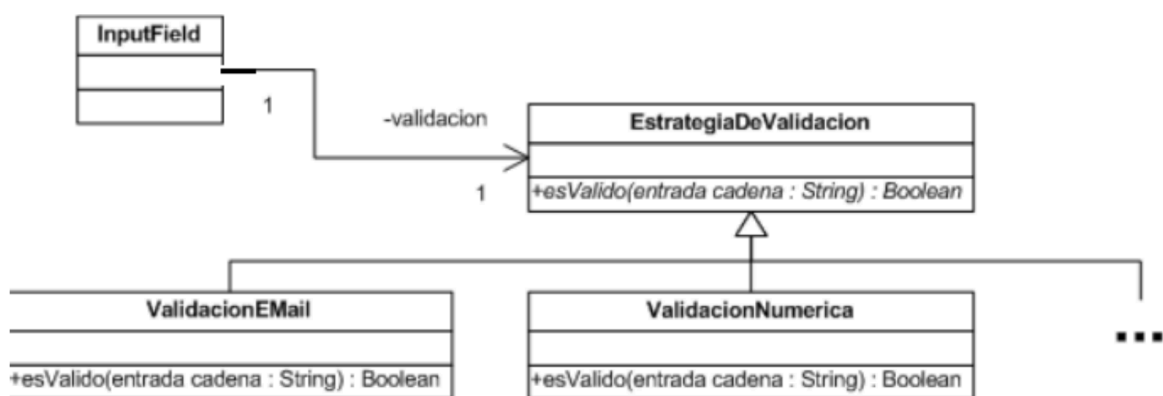 InputField
1
-validacion
EstrategiaDeValidacion
1
+esValido(entrada cadena : String) : Boolean
ValidacionEMail
ValidacionNumerica
...
+esValido(entrada cadena : String) : Boolean
+esValido(entrada cadena : String) : Boolean